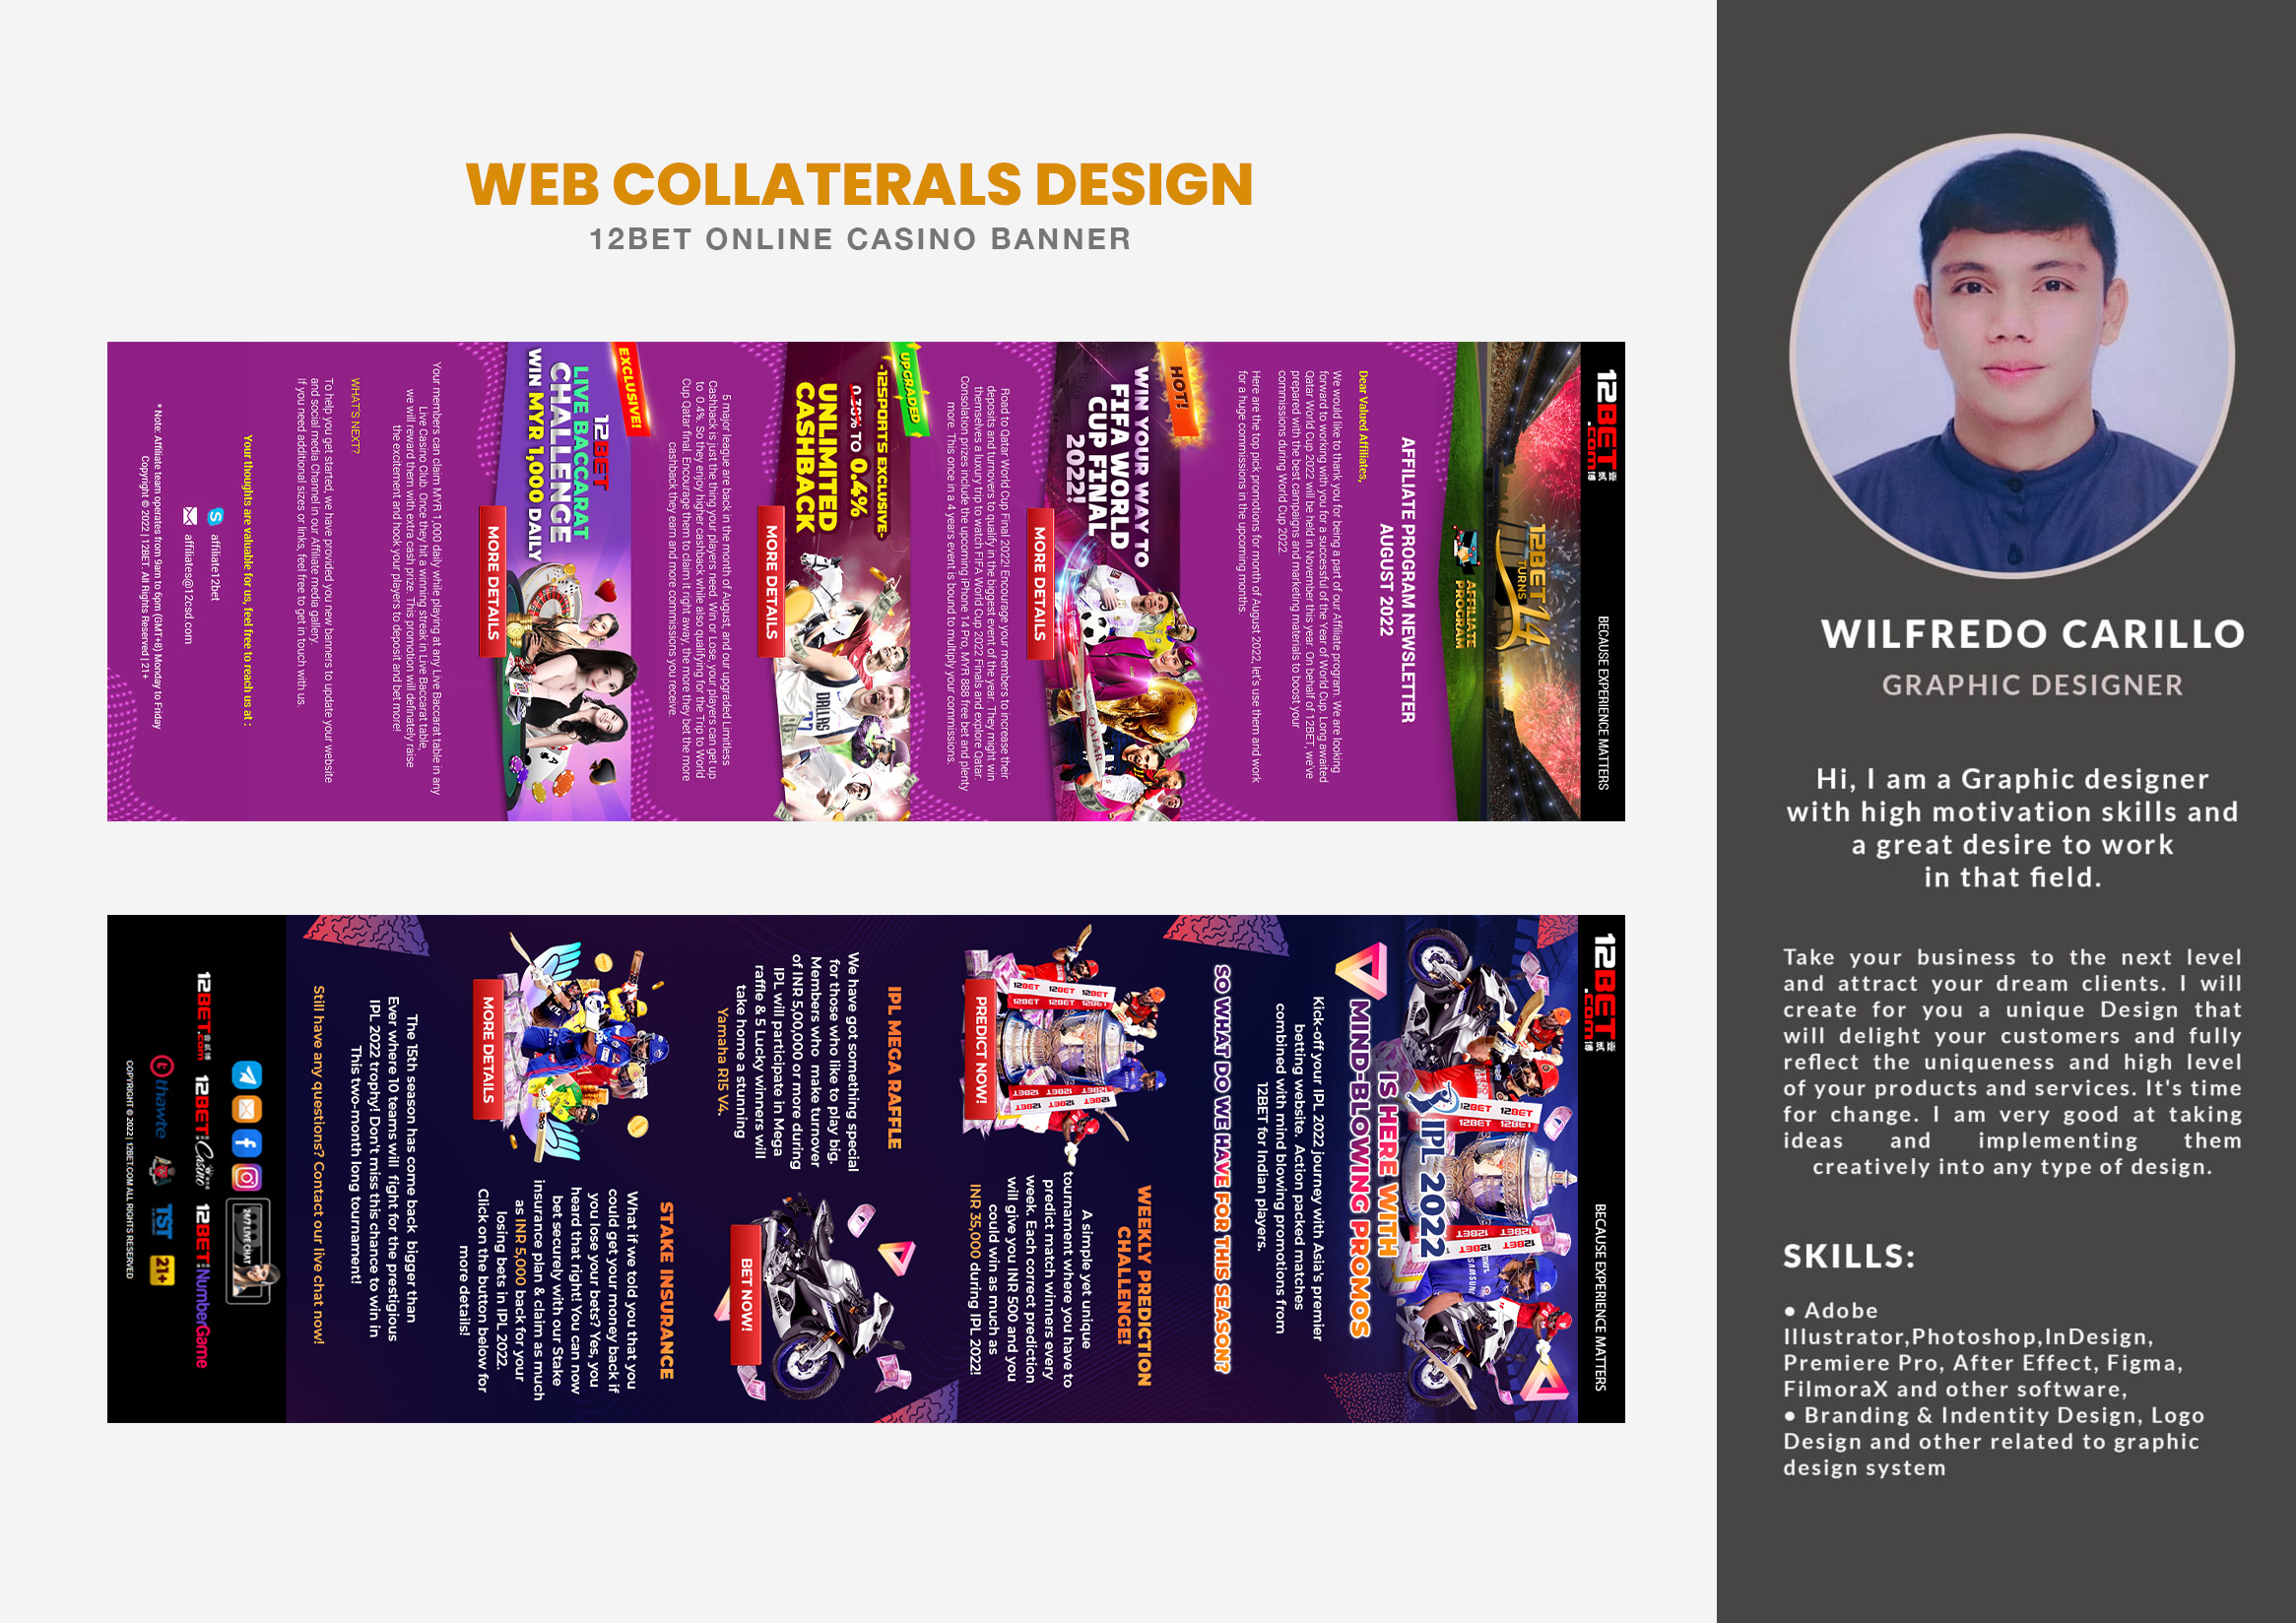 WEB COLLATERALS DESIGN
12BET ONLINE CASINO BANNER
12BET
.com
BECAUSE EXPERIENCE MATTERS
12BET
TURNS 14
AFFILIATE
PROGRAM
AFFILIATE PROGRAM NEWSLETTER
AUGUST 2022
Dear Valued Affiliates,
We would like to thank you for being a part of our Affiliate program. We are looking
forward to working with you for a successful of the Year of World Cup. Long awaited
Qatar World Cup 2022 will be held in November this year. On behalf of 12BET, we've
prepared with the best campaigns and marketing materials to boost your
commissions during World Cup 2022.
Here are the top pick promotions for month of August 2022, let's use them and work
for a huge commissions in the upcoming months.
HOT!
WIN YOUR WAY TO
FIFA WORLD
CUP FINAL
2022!
QATAR
MORE DETAILS
Road to Qatar World Cup Final 2022! Encourage your members to increase their
deposits and turnovers to qualify in the biggest event of the year. They might win
themselves a luxury trip to watch FIFA World Cup 2022 Finals and explore Qatar.
Consolation prizes include the upcoming iPhone 14 Pro, MYR 888 free bet and plenty
more. This once in a 4 years event is bound to multiply your commissions.
UPGRADED
-12SPORTS EXCLUSIVE-
0.38% TO 0.4%
UNLIMITED
CASHBACK
DALLAS
MORE DETAILS
5 major league are back in the month of August, and our upgraded Limitless
Cashback is just the thing your players need. Win or Lose, your players can get up
to 0.4%. So they enjoy higher cashback while also qualifying for the Trip to World
Cup Qatar final. Encourage them to claim it right away, the more they bet the more
cashback they earn and more commissions you receive.
EXCLUSIVE!
12BET
LIVE BACCARAT
CHALLENGE
WIN MYR 1,000 DAILY
MORE DETAILS
Your members can claim MYR 1,000 daily while playing at any Live Baccarat table in any
Live Casino Club. Once they hit a winning streak in Live Baccarat table,
we will reward them with extra cash prize. This promotion will definately raise
the excitement and hook your players to deposit and bet more!
WHAT'S NEXT?
To help you get started, we have provided you new banners to update your website
and social media Channel in our Affiliate media gallery.
If you need additional sizes or links, feel free to get in touch with us.
Your thoughts are valuable for us, feel free to reach us at :
affiliate12bet
affiliates@12csd.com
* Note: Affiliate team operates from 9am to 6pm (GMT+8) Monday to Friday
Copyright © 2022 | 12BET. All Rights Reserved | 21+
12BET
.com
BECAUSE EXPERIENCE MATTERS
12BET 12BET
IPL 2022
SAMSUNG
IS HERE WITH
MIND-BLOWING PROMOS
Kick-off your IPL 2022 journey with Asia's premier
betting website. Action packed matches
combined with mind blowing promotions from
12BET for Indian players.
SO WHAT DO WE HAVE FOR THIS SEASON?
12BET 12BET 12BET
12BET 12BET 12BET
PREDICT NOW!
WEEKLY PREDICTION
CHALLENGE!
A simple yet unique
tournament where you have to
predict match winners every
week. Each correct prediction
will give you INR 500 and you
could win as much as
INR 35,000 during IPL 2022!
IPL MEGA RAFFLE
We have got something special
for those who like to play big.
Members who make turnover
of INR 5,00,000 or more during
IPL will participate in Mega
raffle & 5 Lucky winners will
take home a stunning
Yamaha R15 V4.
BET NOW!
MORE DETAILS
STAKE INSURANCE
What if we told you that you
could get your money back if
you lose your bets? Yes, you
heard that right! You can now
bet securely with our Stake
insurance plan & claim as much
as INR 5,000 back for your
losing bets in IPL 2022.
Click on the button below for
more details!
The 15th season has come back bigger than
Ever where 10 teams will fight for the prestigious
IPL 2022 trophy! Don't miss this chance to win in
This two-month long tournament!
Still have any questions? Contact our live chat now!
24/7 LIVE CHAT
12BET.com 12BET Casino 12BET NumberGame
thawte TST 21+
COPYRIGHT © 2022 | 12BET.COM ALL RIGHTS RESERVED
WILFREDO CARILLO
GRAPHIC DESIGNER
Hi, I am a Graphic designer
with high motivation skills and
a great desire to work
in that field.
Take your business to the next level
and attract your dream clients. I will
create for you a unique Design that
will delight your customers and fully
reflect the uniqueness and high level
of your products and services. It's time
for change. I am very good at taking
ideas and implementing them
creatively into any type of design.
SKILLS:
● Adobe
Illustrator,Photoshop,InDesign,
Premiere Pro, After Effect, Figma,
FilmoraX and other software,
● Branding & Indentity Design, Logo
Design and other related to graphic
design system